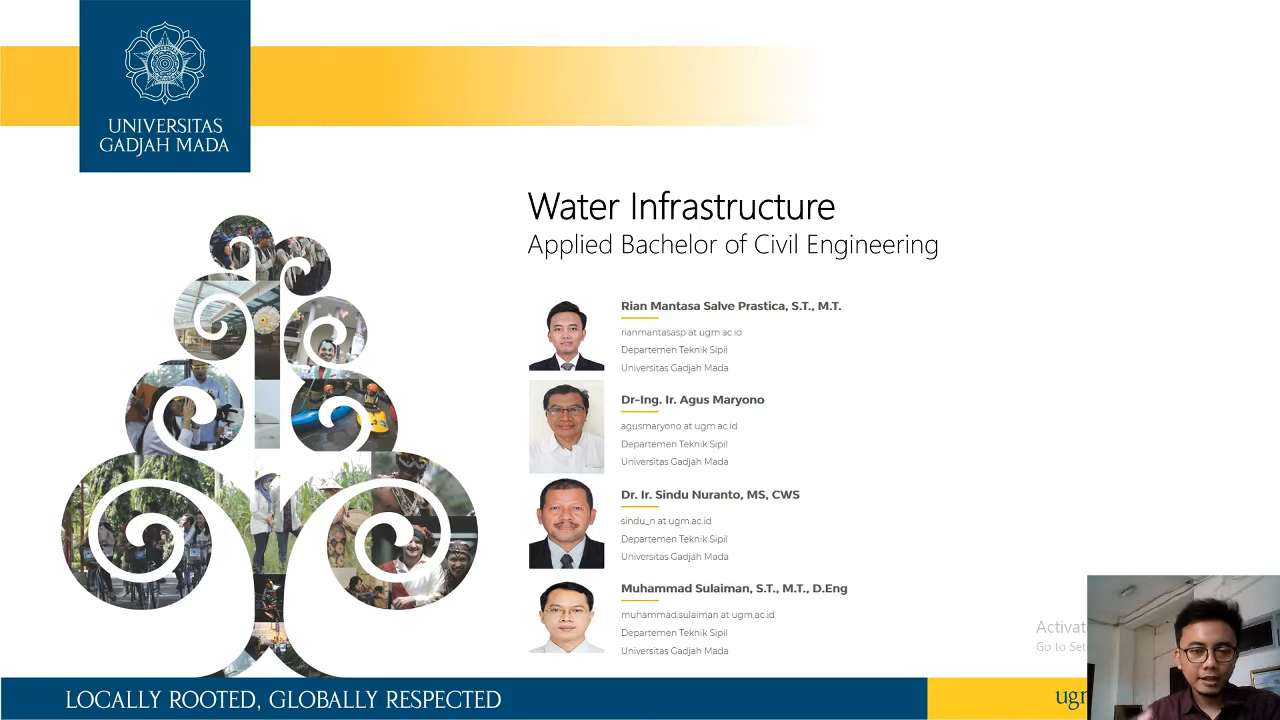 UNIVERSITAS
GADJAH MADA
Water Infrastructure
Applied Bachelor of Civil Engineering
Rian Mantasa Salve Prastica, S.T., M.T.
rianmantasasp at ugm.ac.id
Departemen Teknik Sipil
Universitas Gadjah Mada
Dr-Ing. Ir. Agus Maryono
agusmaryono at ugm.ac.id
Departemen Teknik Sipil
Universitas Gadjah Mada
Dr. Ir. Sindu Nuranto, MS, CWS
sindu_n at ugm.ac.id
Departemen Teknik Sipil
Universitas Gadjah Mada
Muhammad Sulaiman, S.T., M.T., D.Eng
muhammad.sulaiman at ugm.ac.id
Departemen Teknik Sipil
Universitas Gadjah Mada
Go to
LOCALLY ROOTED, GLOBALLY RESPECTED